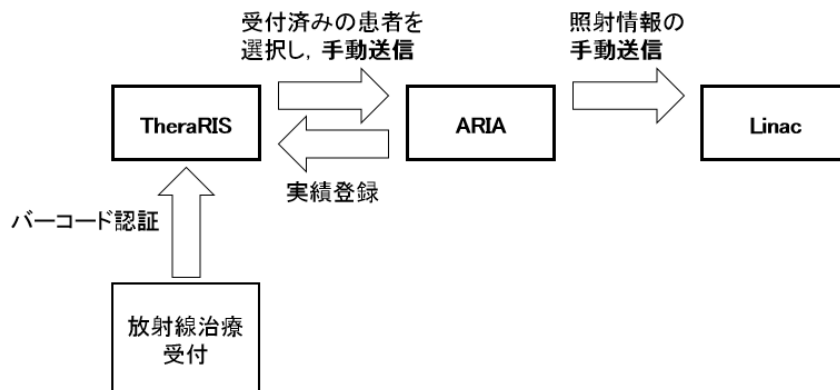 受付済みの患者を
選択し, 手動送信
照射情報の
手動送信
TheraRIS
ARIA
Linac
実績登録
バーコード認証
放射線治療
受付